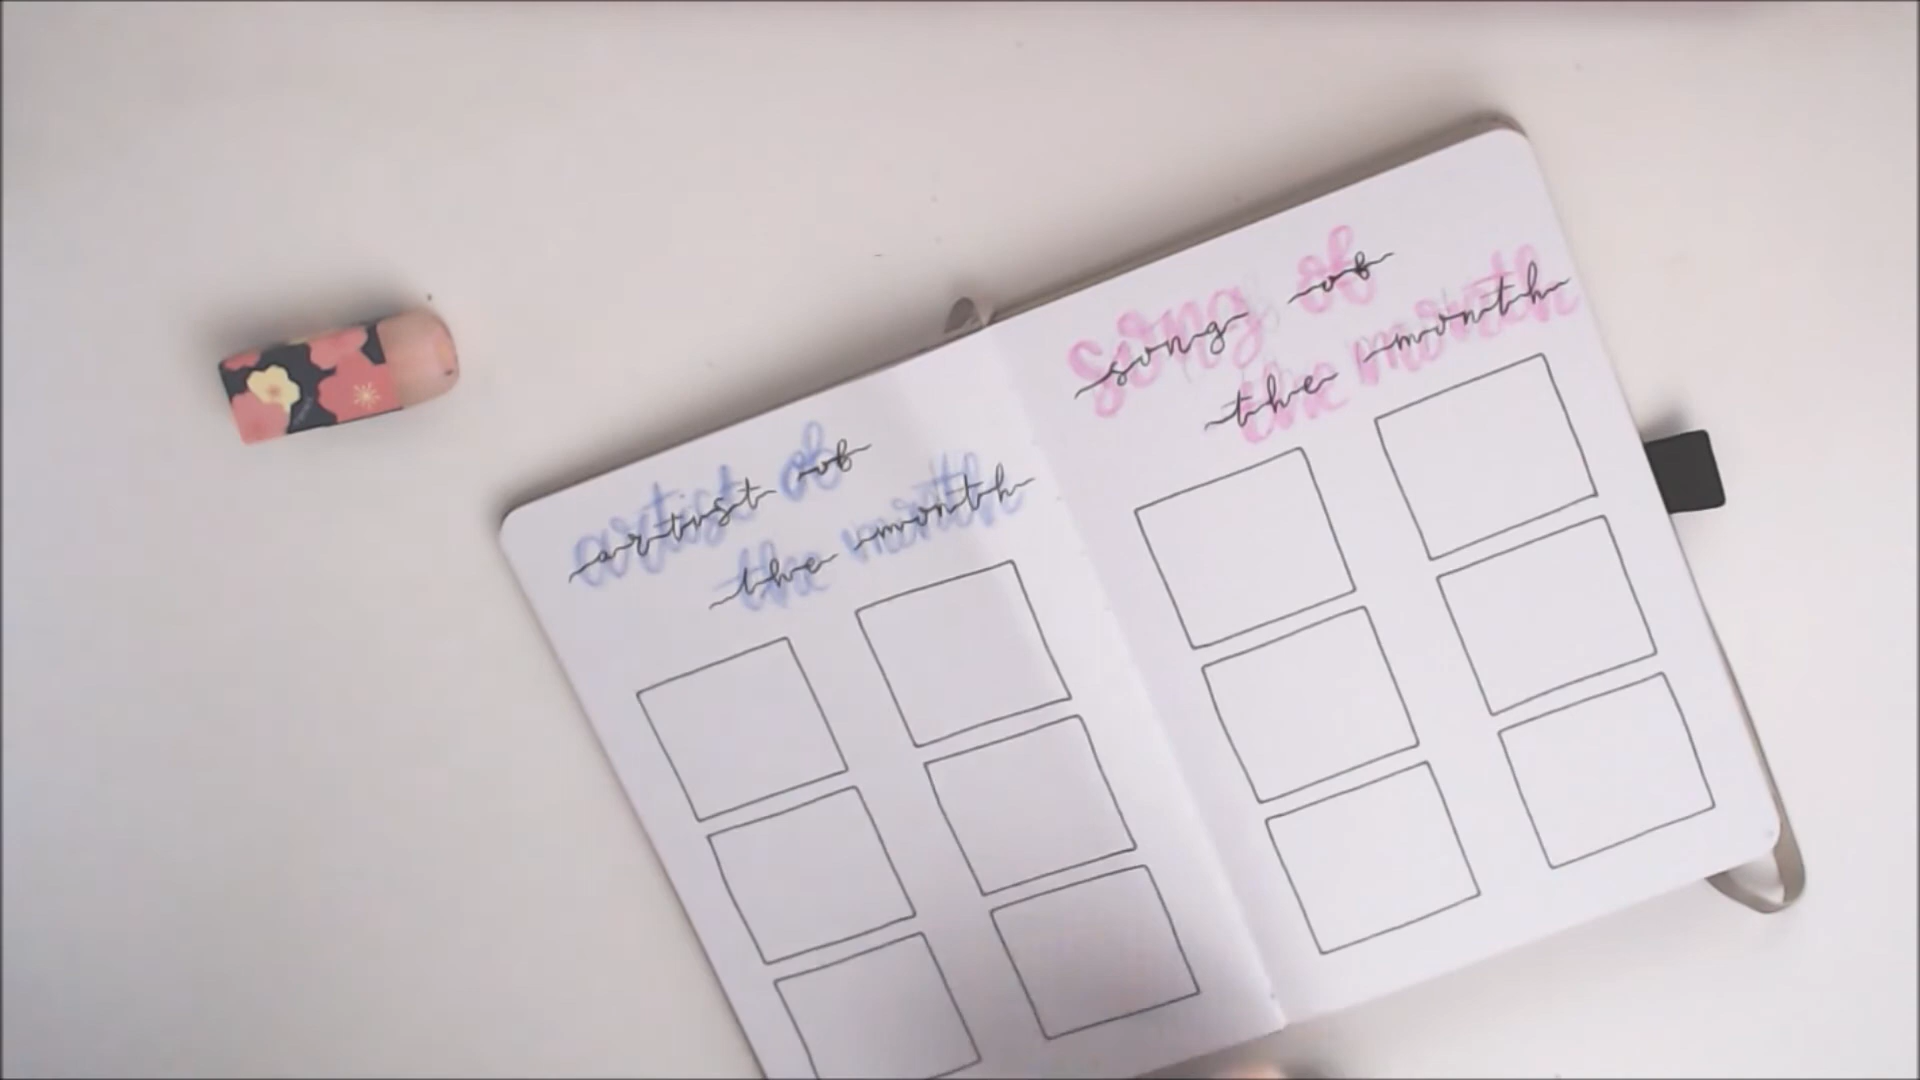 artist of
the month
song of
the month